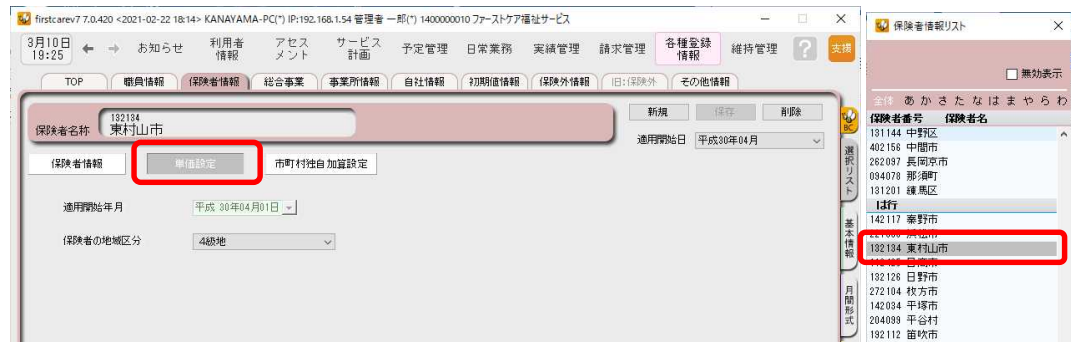 firstcarev7 7.0.420 <2021-02-22 18:14> KANAYAMA-PC(*) IP:192.168.1.54 管理者 一郎(*) 1400000010 ファーストケア福祉サービス
3月10日
19:25
お知らせ
利用者
情報
アセス
メント
サービス
計画
予定管理
日常業務
実績管理
請求管理
各種登録
情報
維持管理
?
支援
TOP
職員情報
保険者情報
総合事業
事業所情報
自社情報
初期値情報
保険外情報
旧:保険外
その他情報
保険者名称
132134
東村山市
新規
保存
削除
適用開始日
平成30年04月
保険者情報
単価設定
市町村独自加算設定
適用開始年月
平成 30年04月01日
保険者の地域区分
4級地
BC
選択リスト
基本情報
月間形式
保険者情報リスト
無効表示
全体 あ か さ た な は ま や ら わ
保険者番号 保険者名
131144 中野区
402156 中間市
262097 長岡京市
094078 那須町
131201 練馬区
は行
142117 秦野市
132134 東村山市
132126 日野市
272104 枚方市
142034 平塚市
204099 平谷村
192112 笛吹市